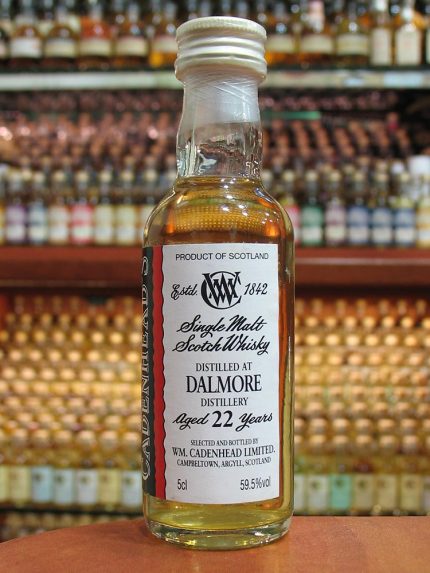 PRODUCT OF SCOTLAND
Estd. WMC 1842
Single Malt
Scotch Whisky
DISTILLED AT
DALMORE
DISTILLERY
Aged 22 Years
SELECTED AND BOTTLED BY
WM. CADENHEAD LIMITED.
CAMPBELTOWN, ARGYLL, SCOTLAND
5cl 59.5%vol
CADENHEAD'S